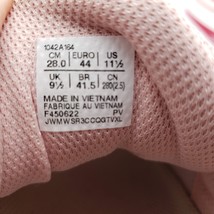 1042A164
CM EURO US
28.0 44 11½
UK BR CN
9½ 41.5 280(2.5)
MADE IN VIETNAM
FABRIQUE AU VIETNAM
F450622 PV
JWMWSR3CCQGTVXL